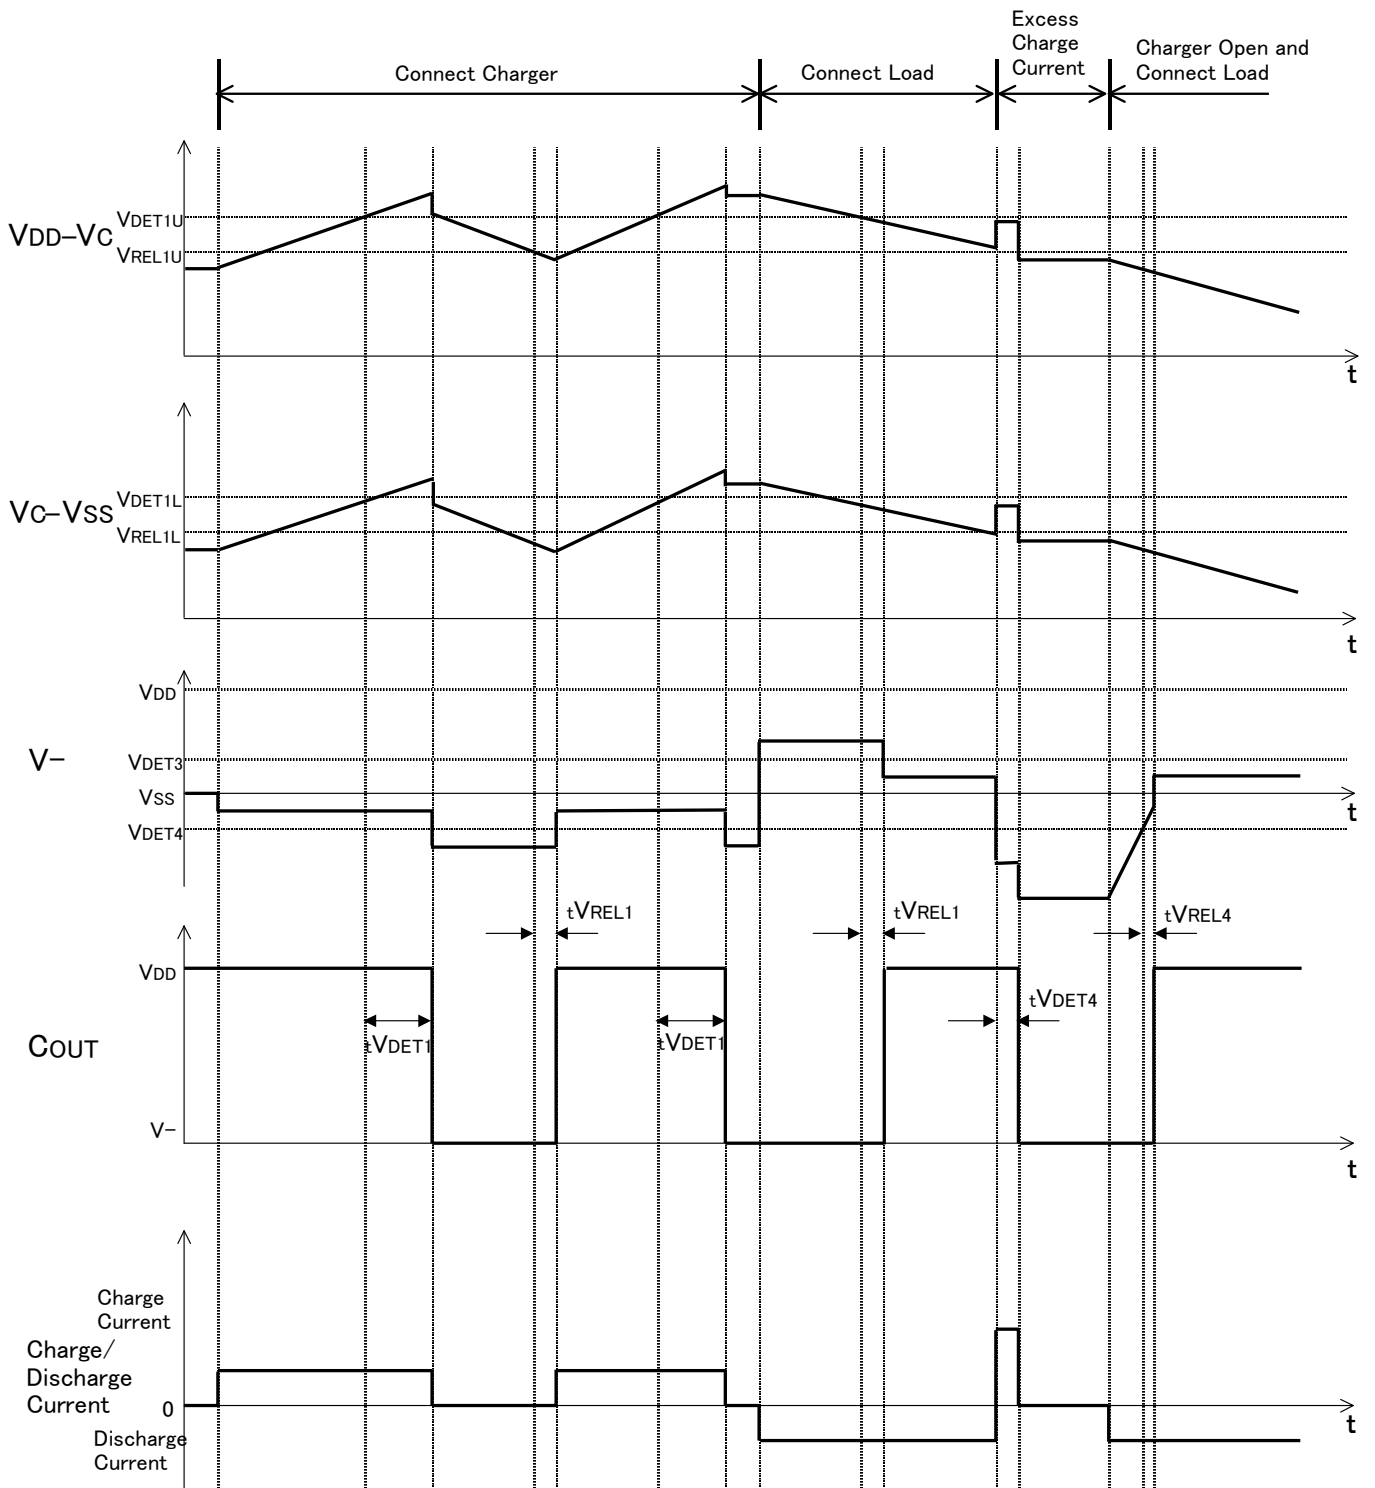 Excess
Charge
Current
Connect Charger
Connect Load
Charger Open and
Connect Load
VDD-VC
VDET1U
VREL1U
t
VC-VSS
VDET1L
VREL1L
t
V-
VDD
VDET3
VSS
VDET4
t
tVREL1
tVREL1
tVREL4
COUT
VDD
tVDET1
tVDET1
tVDET4
V-
t
Charge
Current
Charge/
Discharge
Current
0
Discharge
Current
t